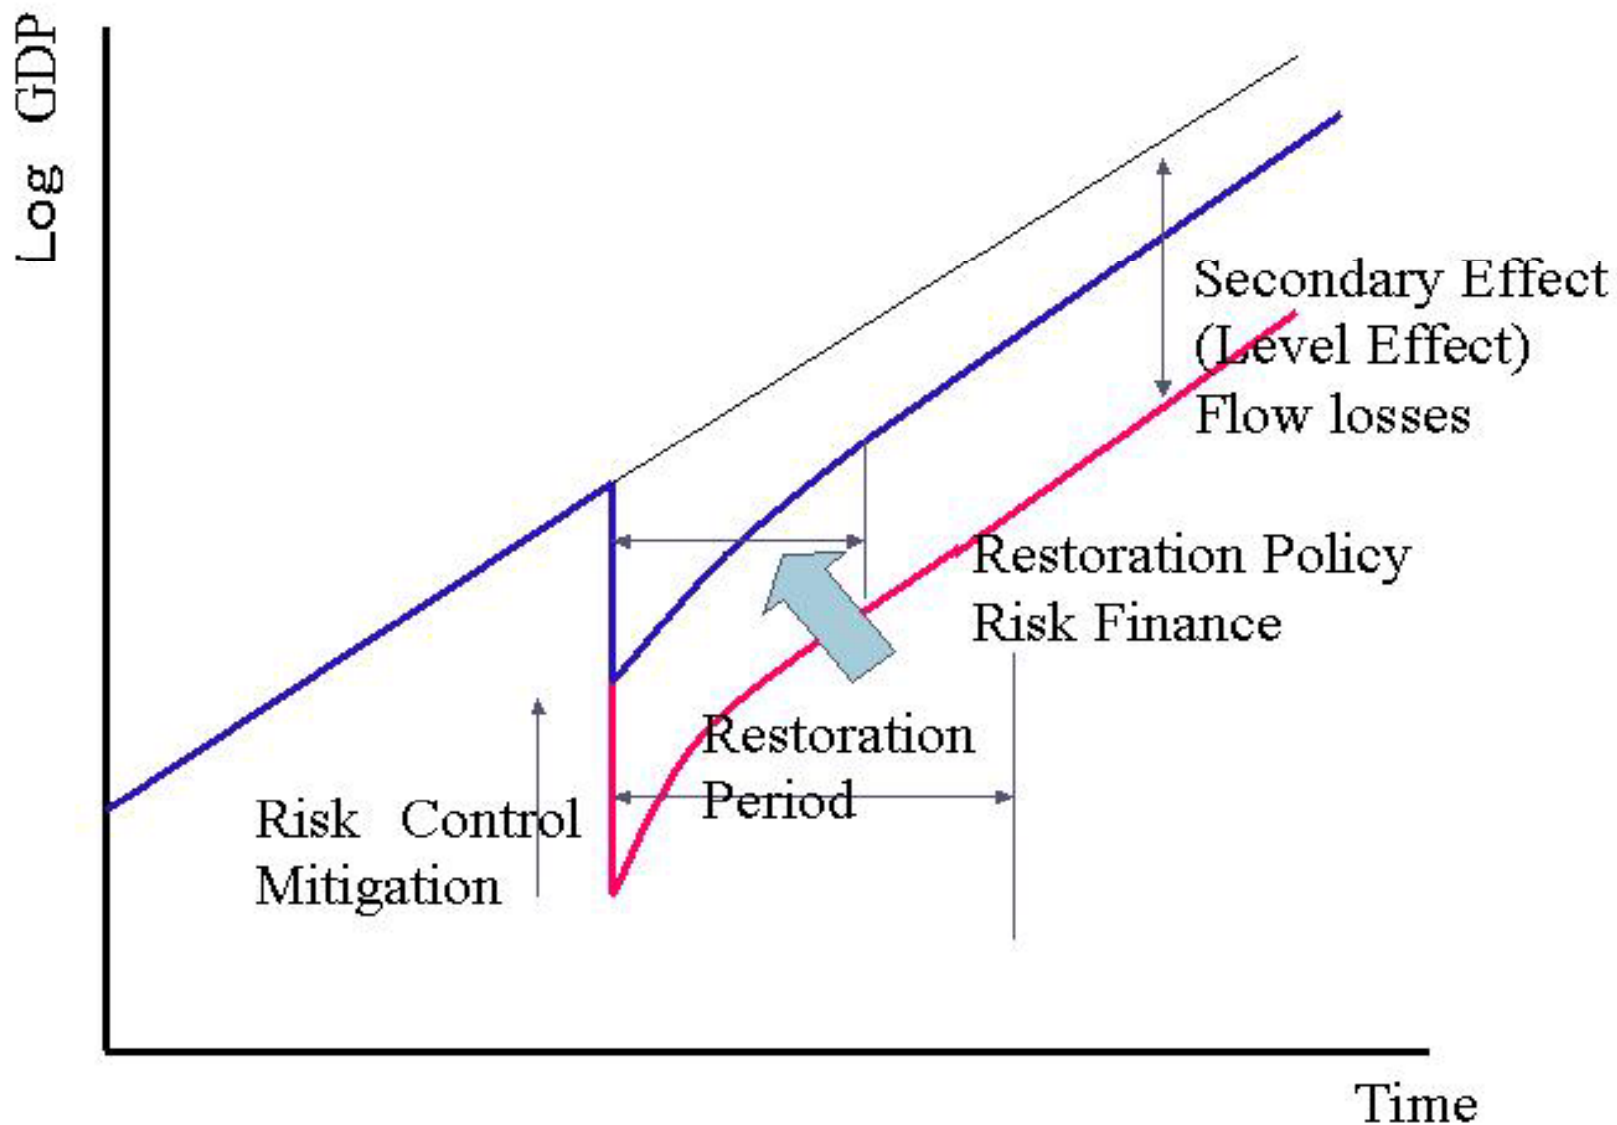 Log GDP
Secondary Effect
(Level Effect)
Flow losses
Restoration Policy
Risk Finance
Restoration
Period
Risk Control
Mitigation
Time